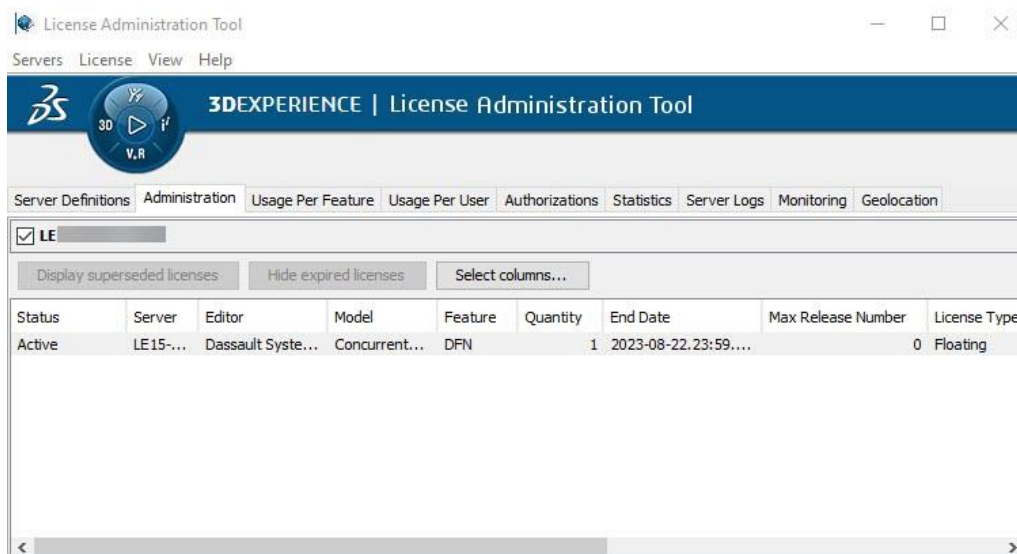 License Administration Tool
Servers License View Help
3DS 3DEXPERIENCE | License Administration Tool
3D i² V.R
Server Definitions Administration Usage Per Feature Usage Per User Authorizations Statistics Server Logs Monitoring Geolocation
LE
Display superseded licenses Hide expired licenses Select columns...
Status Server Editor Model Feature Quantity End Date Max Release Number License Type
Active LE15-... Dassault Syste... Concurrent... DFN 1 2023-08-22.23:59.... 0 Floating